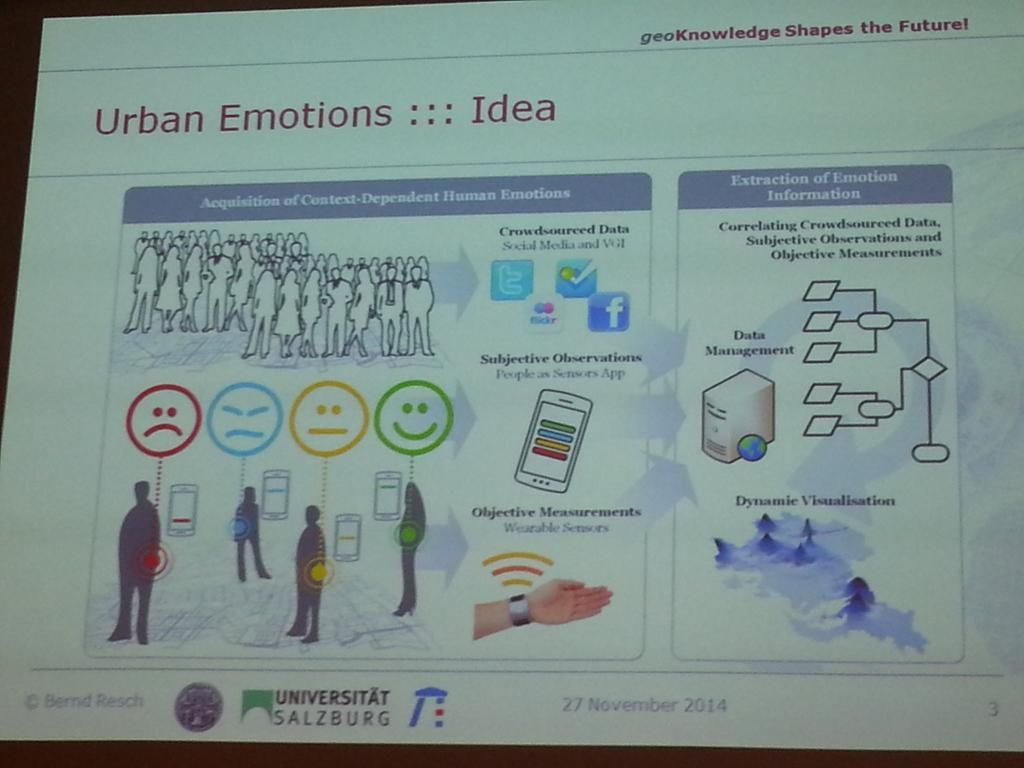 geoKnowledge Shapes the Future!
Urban Emotions ::: Idea
Acquisition of Context-Dependent Human Emotions
Crowdsourced Data
Social Media and VGI
t
flickr
f
Subjective Observations
People as Sensors App
Objective Measurements
Wearable Sensors
Extraction of Emotion
Information
Correlating Crowdsourced Data,
Subjective Observations and
Objective Measurements
Data
Management
Dynamic Visualisation
© Bernd Resch
UNIVERSITÄT
SALZBURG
27 November 2014
3